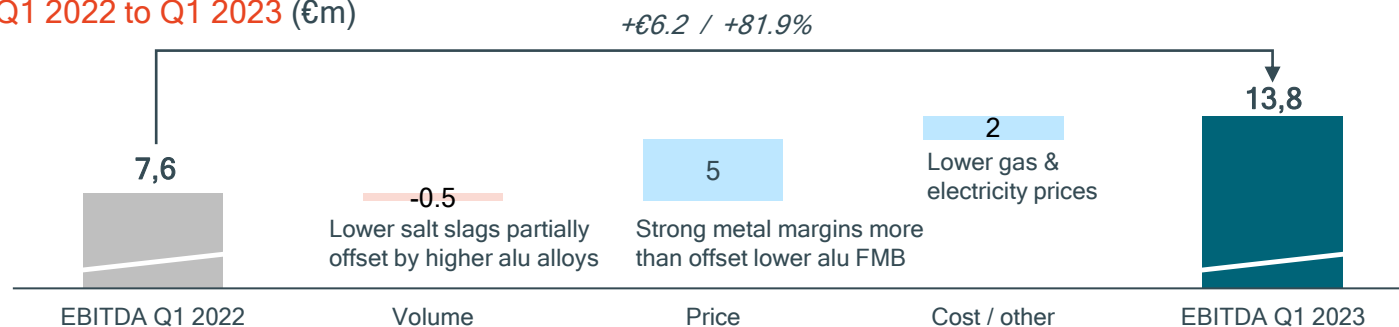 Q1 2022 to Q1 2023 (€m)
+€6.2 / +81.9%
7,6
-0.5
Lower salt slags partially
offset by higher alu alloys
5
Strong metal margins more
than offset lower alu FMB
2
Lower gas &
electricity prices
13,8
EBITDA Q1 2022
Volume
Price
Cost / other
EBITDA Q1 2023